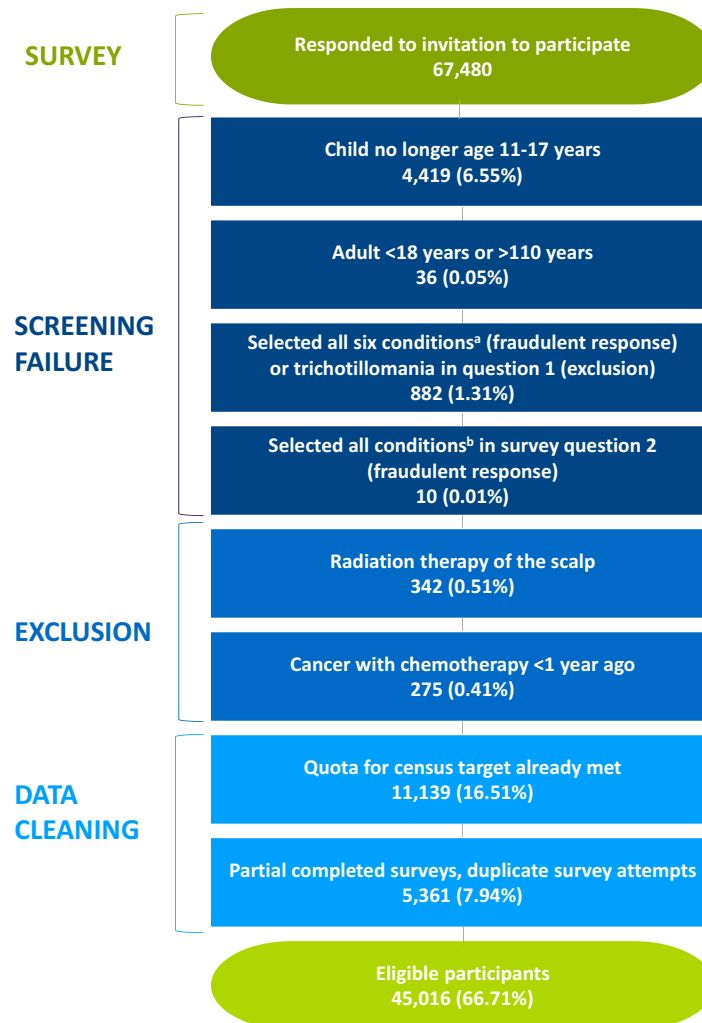 SURVEY
Responded to invitation to participate
67,480
SCREENING
FAILURE
Child no longer age 11-17 years
4,419 (6.55%)
Adult <18 years or >110 years
36 (0.05%)
Selected all six conditionsᵃ (fraudulent response)
or trichotillomania in question 1 (exclusion)
882 (1.31%)
Selected all conditionsᵇ in survey question 2
(fraudulent response)
10 (0.01%)
EXCLUSION
Radiation therapy of the scalp
342 (0.51%)
Cancer with chemotherapy <1 year ago
275 (0.41%)
DATA
CLEANING
Quota for census target already met
11,139 (16.51%)
Partial completed surveys, duplicate survey attempts
5,361 (7.94%)
Eligible participants
45,016 (66.71%)